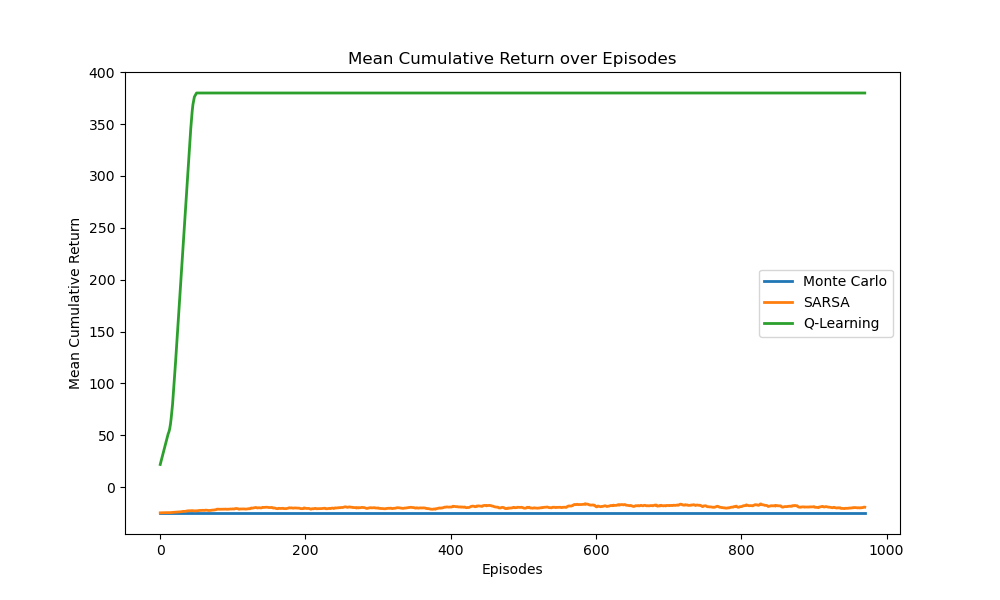 Mean Cumulative Return over Episodes
Mean Cumulative Return
400
350
300
250
200
150
100
50
0
Monte Carlo
SARSA
Q-Learning
0 200 400 600 800 1000
Episodes